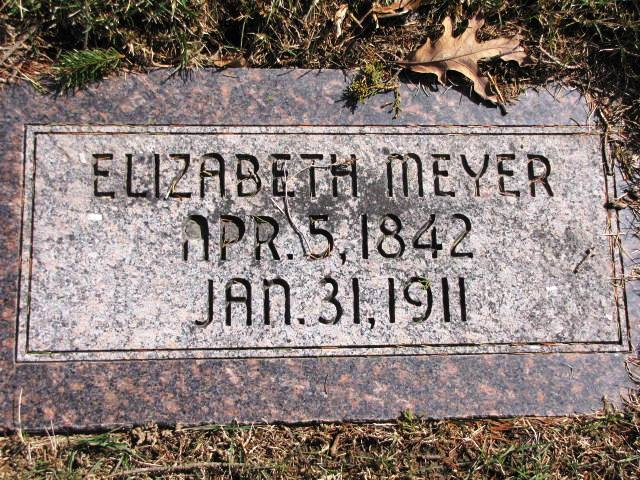 ELIZABETH MEYER
APR. 5, 1842
JAN. 31, 1911